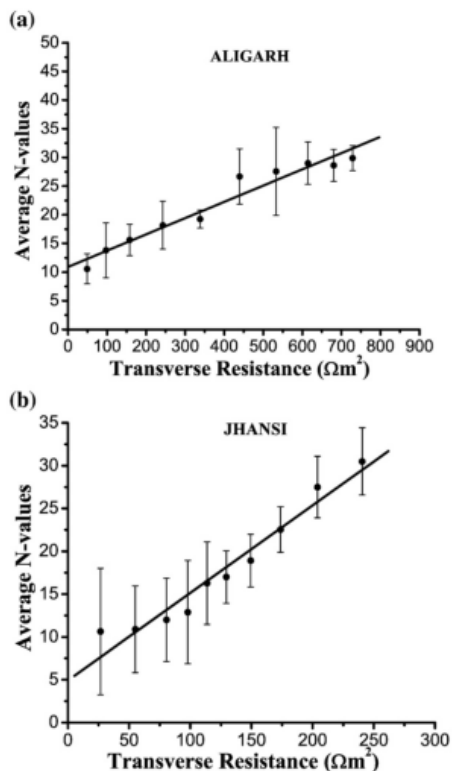 (a)
ALIGARH
Average N-values
50
45
40
35
30
25
20
15
10
5
0
0 100 200 300 400 500 600 700 800 900
Transverse Resistance (Ωm²)
(b)
JHANSI
Average N-values
35
30
25
20
15
10
5
0
0 50 100 150 200 250 300
Transverse Resistance (Ωm²)